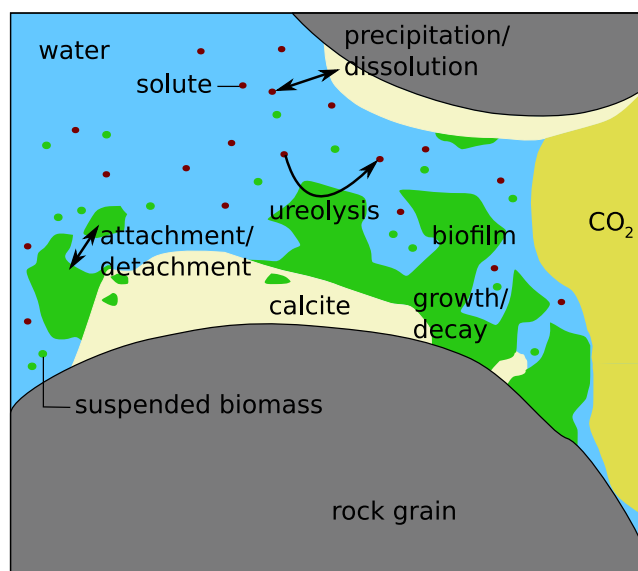 water
precipitation/
dissolution
solute
ureolysis
attachment/
detachment
biofilm
CO₂
calcite
growth/
decay
suspended biomass
rock grain